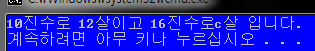 10진수로 12살이고 16진수로c살 입니다.
계속하려면 아무 키나 누르십시오 . . .